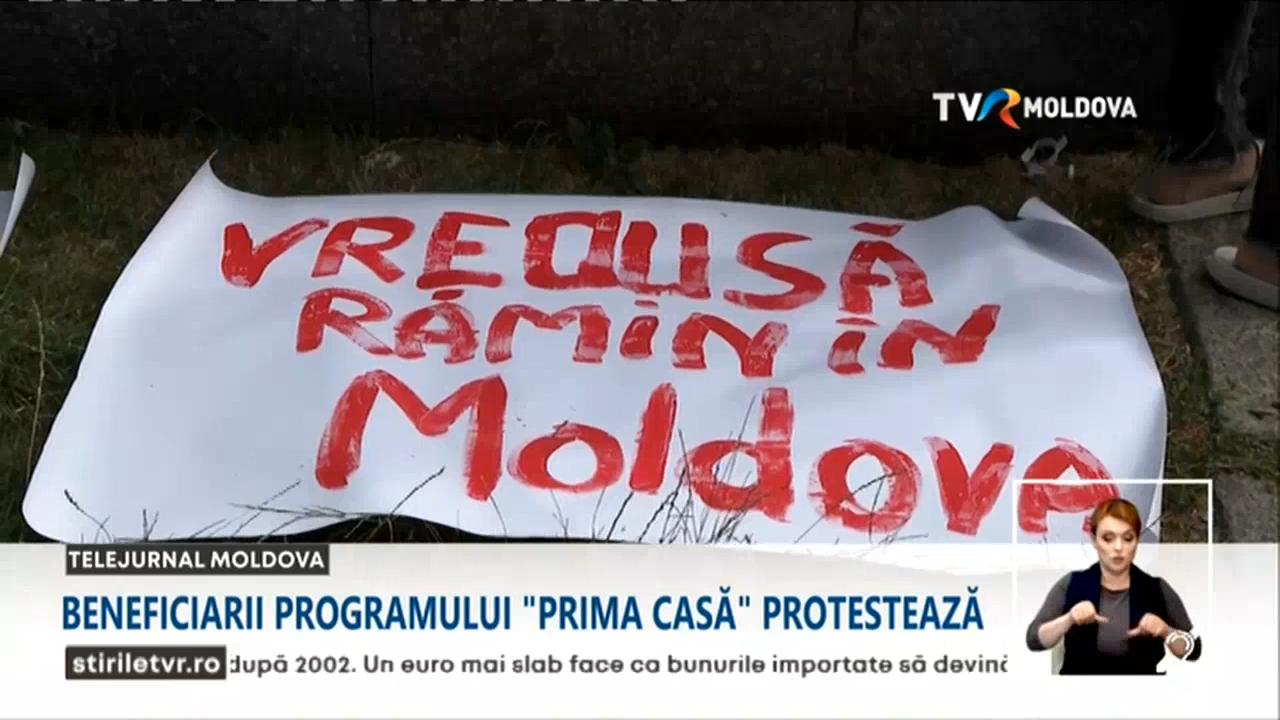 TVR MOLDOVA
VREAU SĂ
RĂMÎN ÎN
MoldovA
TELEJURNAL MOLDOVA
BENEFICIARII PROGRAMULUI "PRIMA CASĂ" PROTESTEAZĂ
stiriletvr.ro după 2002. Un euro mai slab face ca bunurile importate să devină